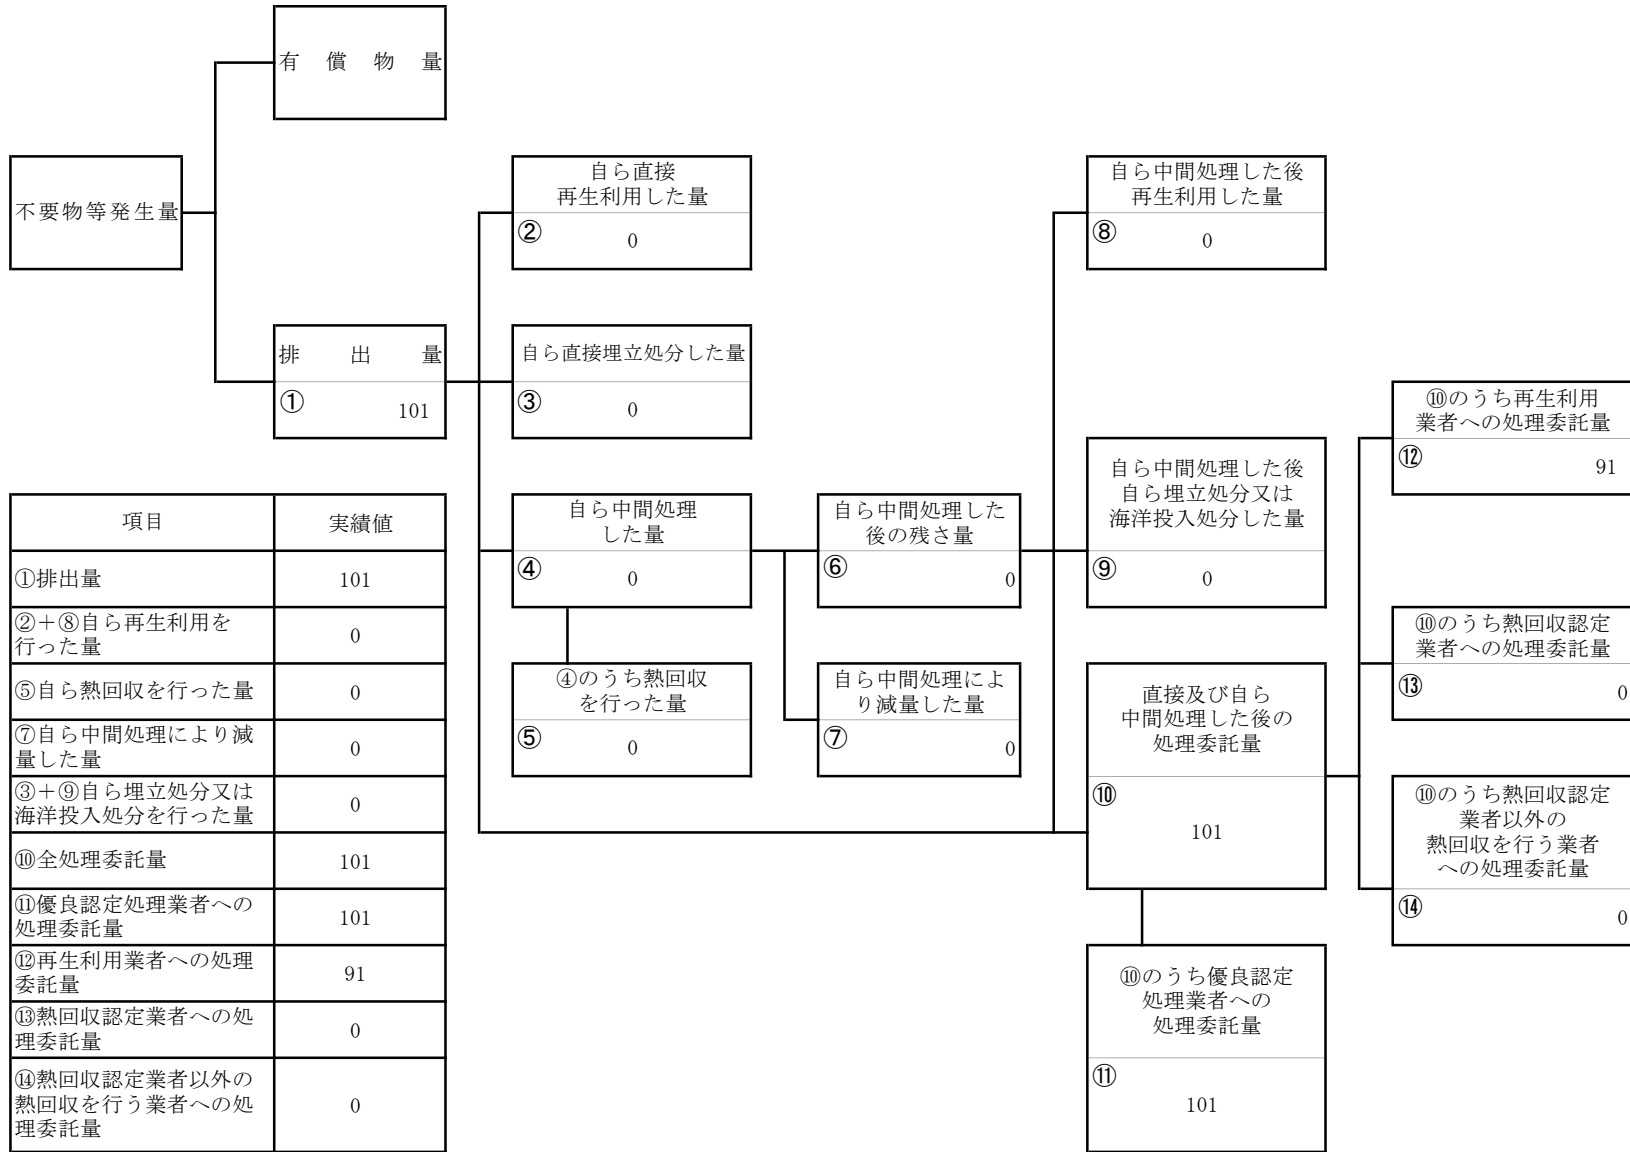 有償物量
不要物等発生量
排出量
①
101
自ら直接
再生利用した量
②
0
自ら直接埋立処分した量
③
0
自ら中間処理
した量
④
0
④のうち熱回収
を行った量
⑤
0
自ら中間処理した
後の残さ量
⑥
0
自ら中間処理によ
り減量した量
⑦
0
自ら中間処理した後
再生利用した量
⑧
0
自ら中間処理した後
自ら埋立処分又は
海洋投入処分した量
⑨
0
直接及び自ら
中間処理した後の
処理委託量
⑩
101
⑩のうち優良認定
処理業者への
処理委託量
⑪
101
⑩のうち再生利用
業者への処理委託量
⑫
91
⑩のうち熱回収認定
業者への処理委託量
⑬
0
⑩のうち熱回収認定
業者以外の
熱回収を行う業者
への処理委託量
⑭
0
項目 実績値
①排出量 101
②+⑧自ら再生利用を
行った量 0
⑤自ら熱回収を行った量 0
⑦自ら中間処理により減
量した量 0
③+⑨自ら埋立処分又は
海洋投入処分を行った量 0
⑩全処理委託量 101
⑪優良認定処理業者への
処理委託量 101
⑫再生利用業者への処理
委託量 91
⑬熱回収認定業者への処
理委託量 0
⑭熱回収認定業者以外の
熱回収を行う業者への処
理委託量 0